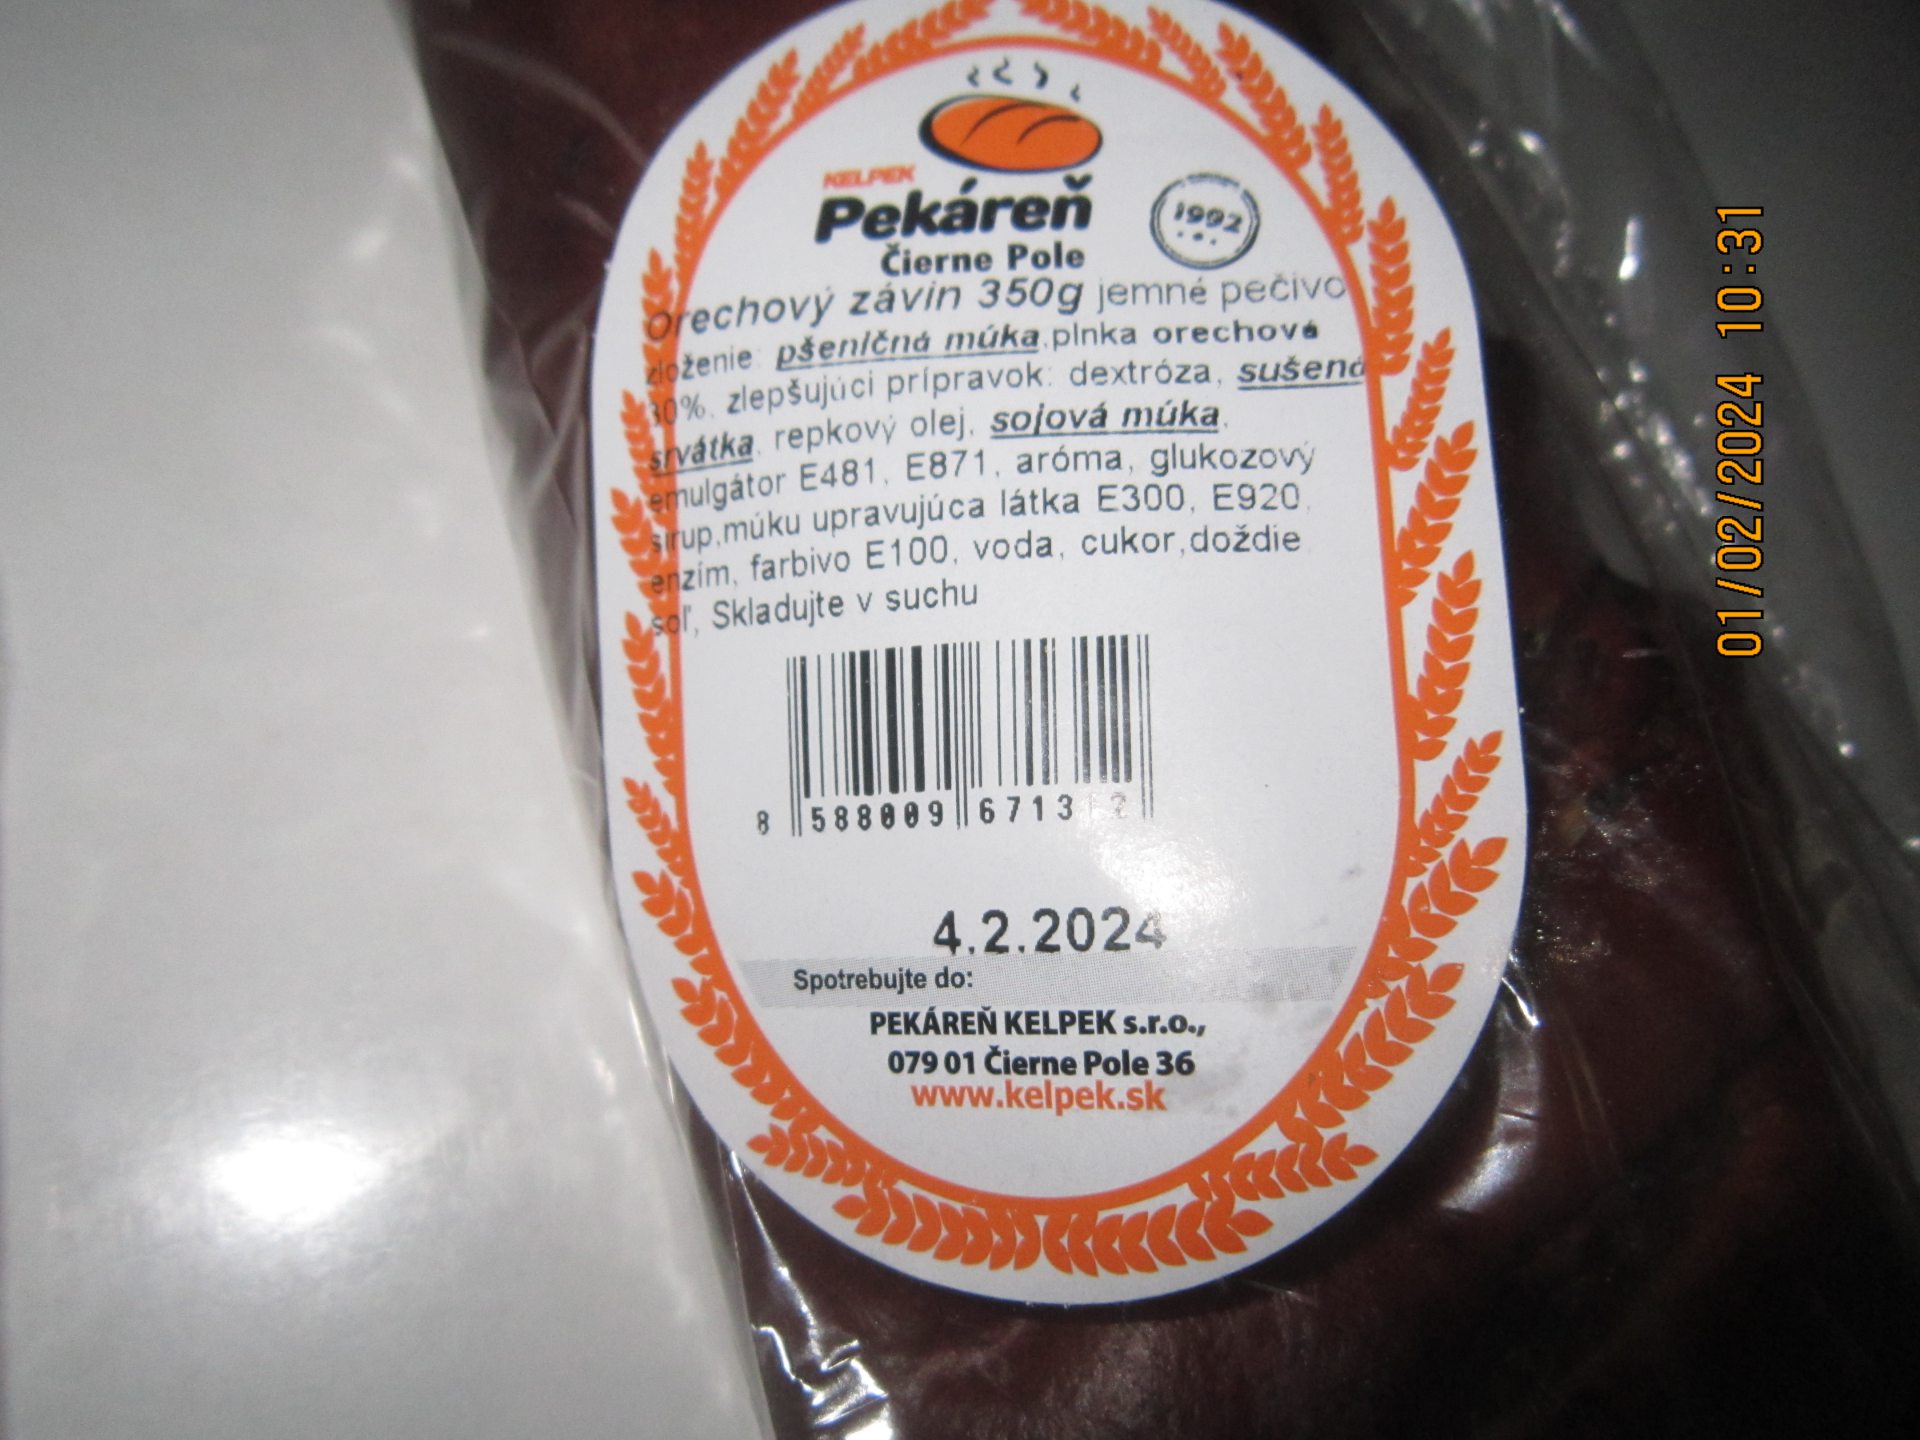 KELPEK
Pekáreň
1992
Čierne Pole
Orechový závin 350g jemné pečivo
zloženie: pšeničná múka,plnka orechová
30%, zlepšujúci prípravok: dextróza, sušená
srvátka, repkový olej, sojová múka,
emulgátor E481, E871, aróma, glukozový
sirup,múku upravujúca látka E300, E920,
enzím, farbivo E100, voda, cukor,doždie
soľ, Skladujte v suchu
8 588009 6713 2
4.2.2024
Spotrebujte do:
PEKÁREŇ KELPEK s.r.o.,
079 01 Čierne Pole 36
www.kelpek.sk
01/02/2024 10:31